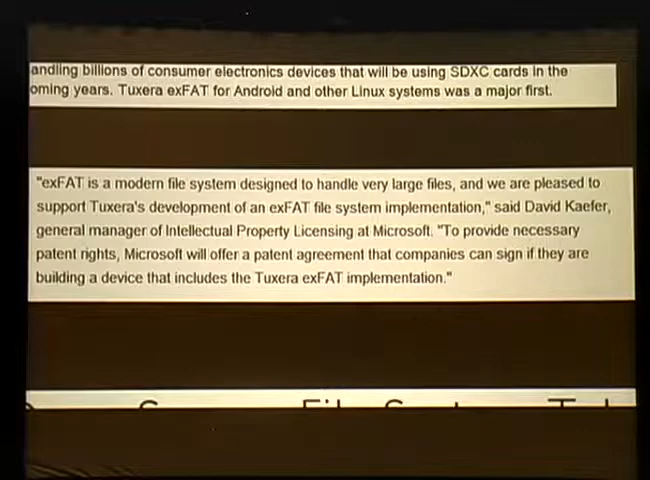 andling billions of consumer electronics devices that will be using SDXC cards in the
oming years. Tuxera exFAT for Android and other Linux systems was a major first.
"exFAT is a modern file system designed to handle very large files, and we are pleased to
support Tuxera's development of an exFAT file system implementation," said David Kaefer,
general manager of Intellectual Property Licensing at Microsoft. "To provide necessary
patent rights, Microsoft will offer a patent agreement that companies can sign if they are
building a device that includes the Tuxera exFAT implementation."